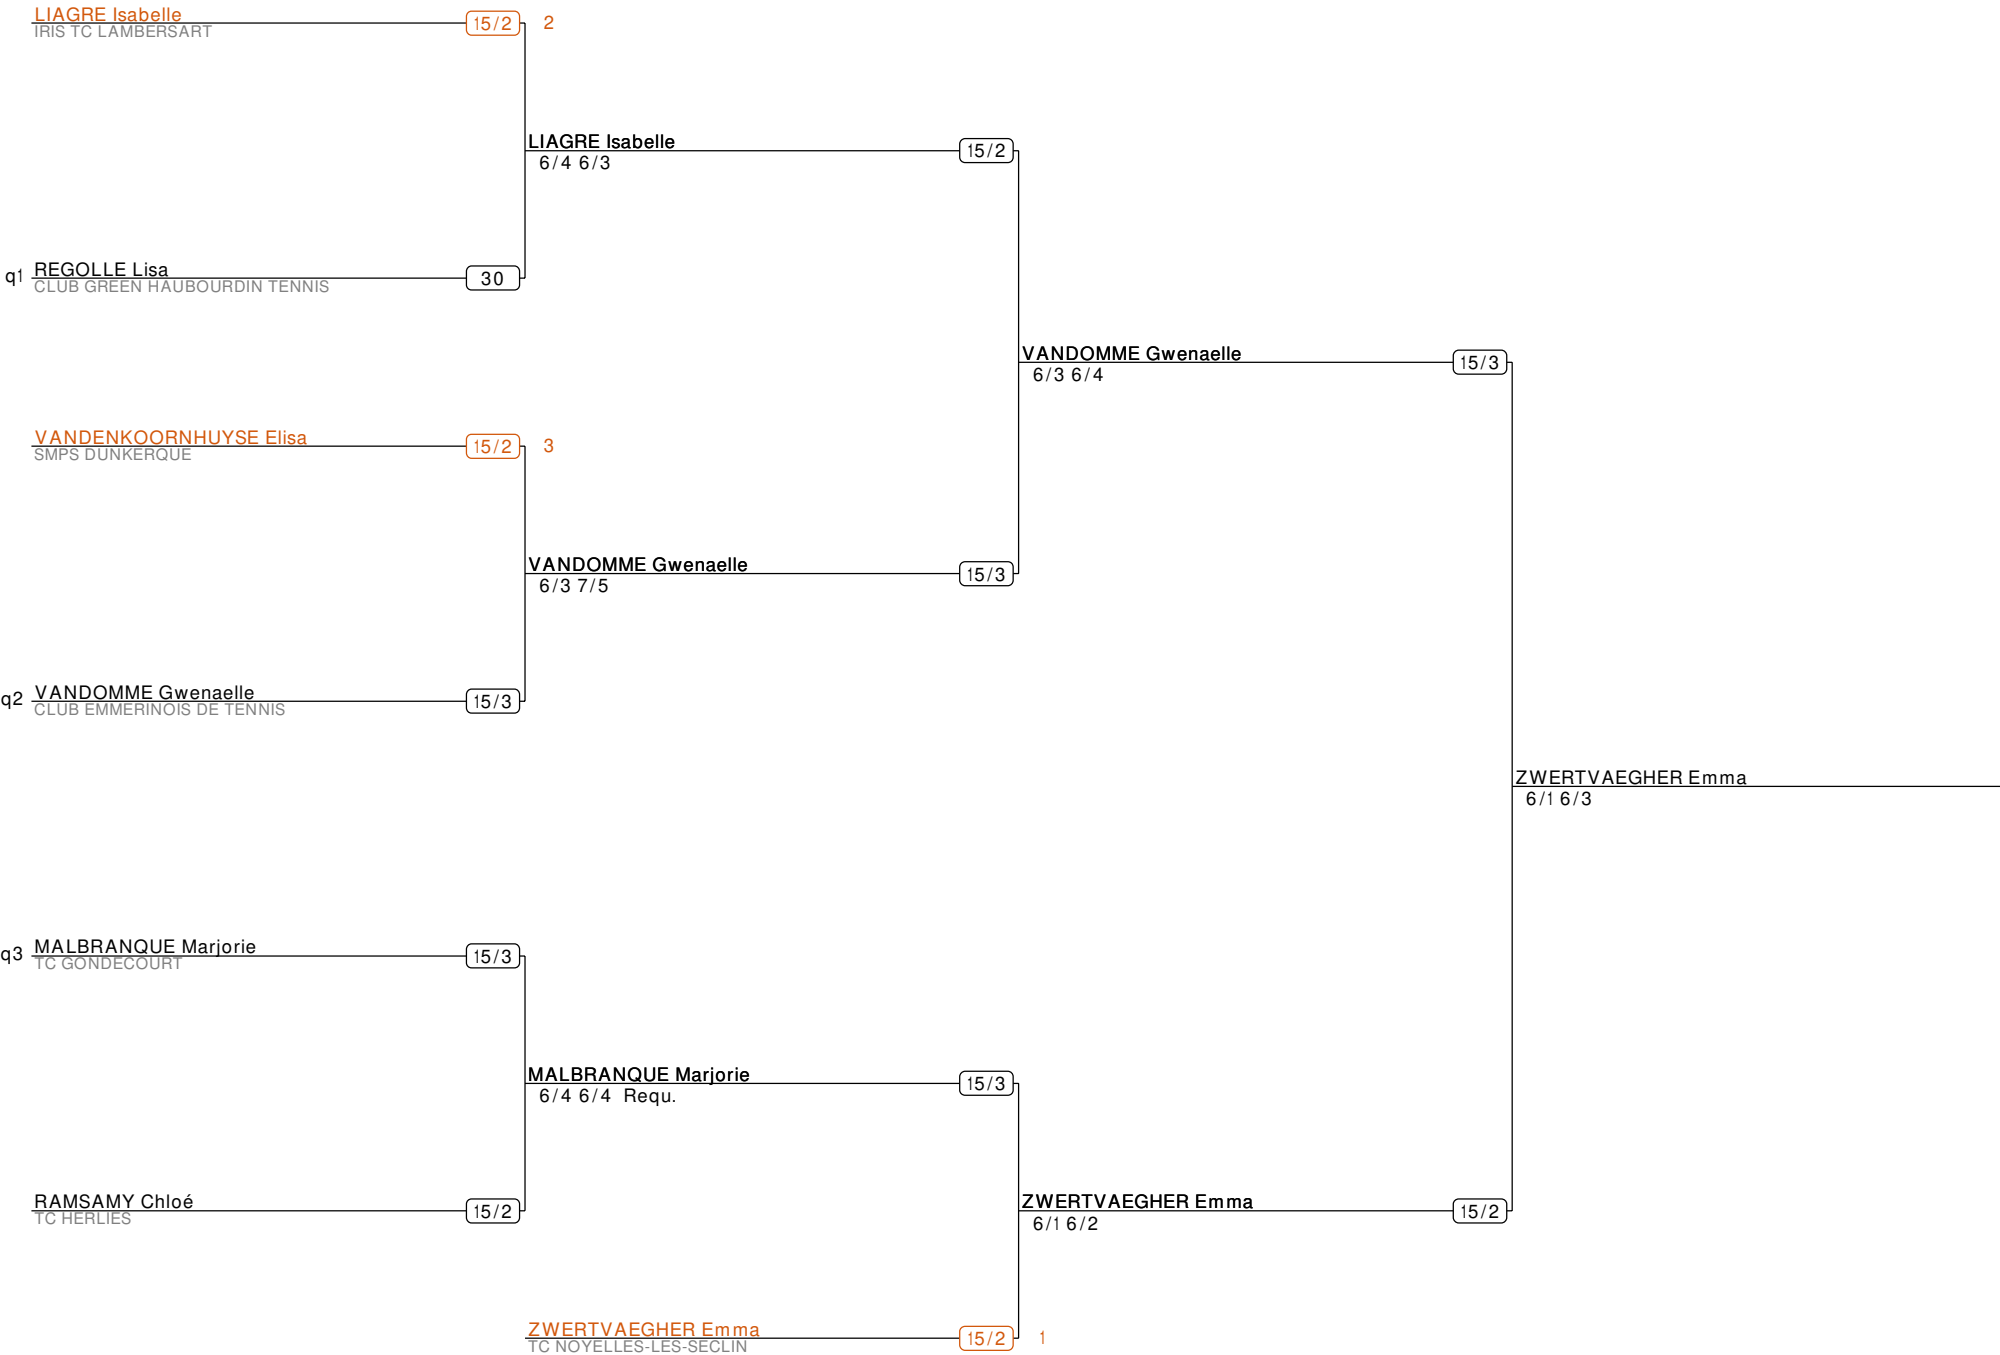 LIAGRE Isabelle
IRIS TC LAMBERSART
15/2
2
LIAGRE Isabelle
6/4 6/3
15/2
q1
REGOLLE Lisa
CLUB GREEN HAUBOURDIN TENNIS
30
VANDOMME Gwenaelle
6/3 6/4
15/3
VANDENKOORNHUYSE Elisa
SMPS DUNKERQUE
15/2
3
VANDOMME Gwenaelle
6/3 7/5
15/3
q2
VANDOMME Gwenaelle
CLUB EMMERINOIS DE TENNIS
15/3
ZWERTVAEGHER Emma
6/1 6/3
q3
MALBRANQUE Marjorie
TC GONDECOURT
15/3
MALBRANQUE Marjorie
6/4 6/4 Requ.
15/3
RAMSAMY Chloé
TC HERLIES
15/2
ZWERTVAEGHER Emma
6/1 6/2
15/2
ZWERTVAEGHER Emma
TC NOYELLES-LES-SECLIN
15/2
1